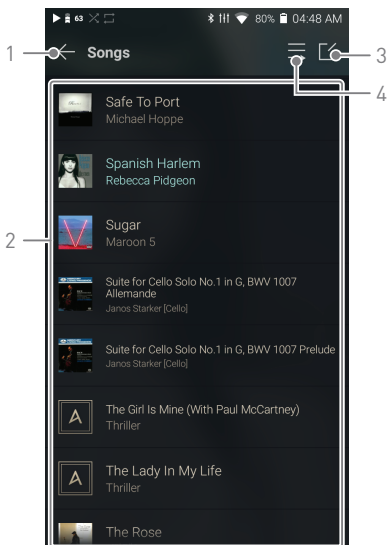 63 80% 04:48 AM
1 Songs 3
4
Safe To Port
Michael Hoppe
Spanish Harlem
Rebecca Pidgeon
2
Sugar
Maroon 5
Suite for Cello Solo No.1 in G, BWV 1007
Allemande
Janos Starker [Cello]
Suite for Cello Solo No.1 in G, BWV 1007 Prelude
Janos Starker [Cello]
The Girl Is Mine (With Paul McCartney)
Thriller
The Lady In My Life
Thriller
The Rose